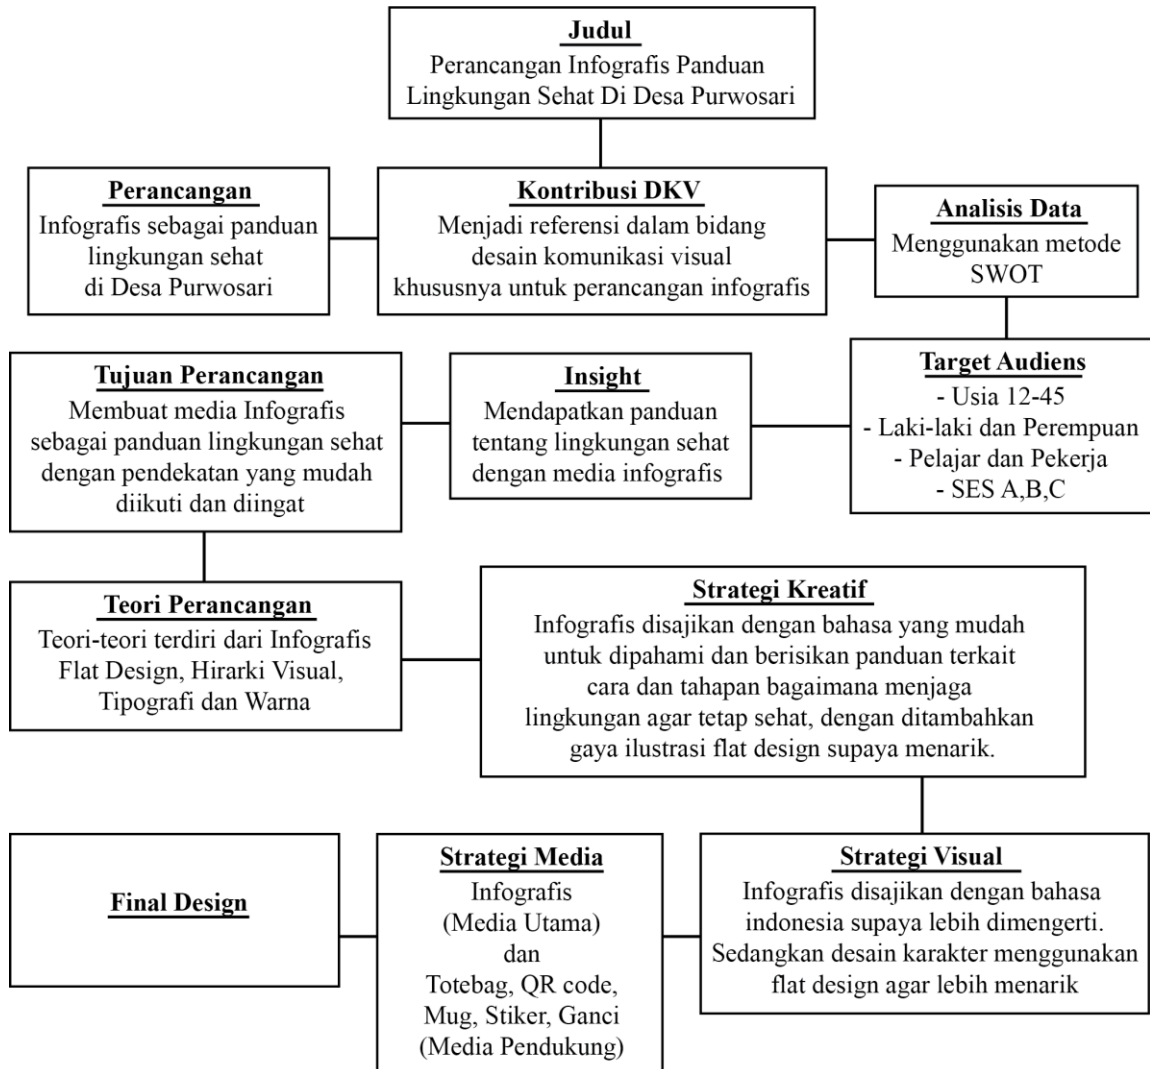 Judul
Perancangan Infografis Panduan
Lingkungan Sehat Di Desa Purwosari
Perancangan
Infografis sebagai panduan
lingkungan sehat
di Desa Purwosari
Kontribusi DKV
Menjadi referensi dalam bidang
desain komunikasi visual
khususnya untuk perancangan infografis
Analisis Data
Menggunakan metode
SWOT
Tujuan Perancangan
Membuat media Infografis
sebagai panduan lingkungan sehat
dengan pendekatan yang mudah
diikuti dan diingat
Insight
Mendapatkan panduan
tentang lingkungan sehat
dengan media infografis
Target Audiens
- Usia 12-45
- Laki-laki dan Perempuan
- Pelajar dan Pekerja
- SES A,B,C
Teori Perancangan
Teori-teori terdiri dari Infografis
Flat Design, Hirarki Visual,
Tipografi dan Warna
Strategi Kreatif
Infografis disajikan dengan bahasa yang mudah
untuk dipahami dan berisikan panduan terkait
cara dan tahapan bagaimana menjaga
lingkungan agar tetap sehat, dengan ditambahkan
gaya ilustrasi flat design supaya menarik.
Final Design
Strategi Media
Infografis
(Media Utama)
dan
Totebag, QR code,
Mug, Stiker, Ganci
(Media Pendukung)
Strategi Visual
Infografis disajikan dengan bahasa
indonesia supaya lebih dimengerti.
Sedangkan desain karakter menggunakan
flat design agar lebih menarik